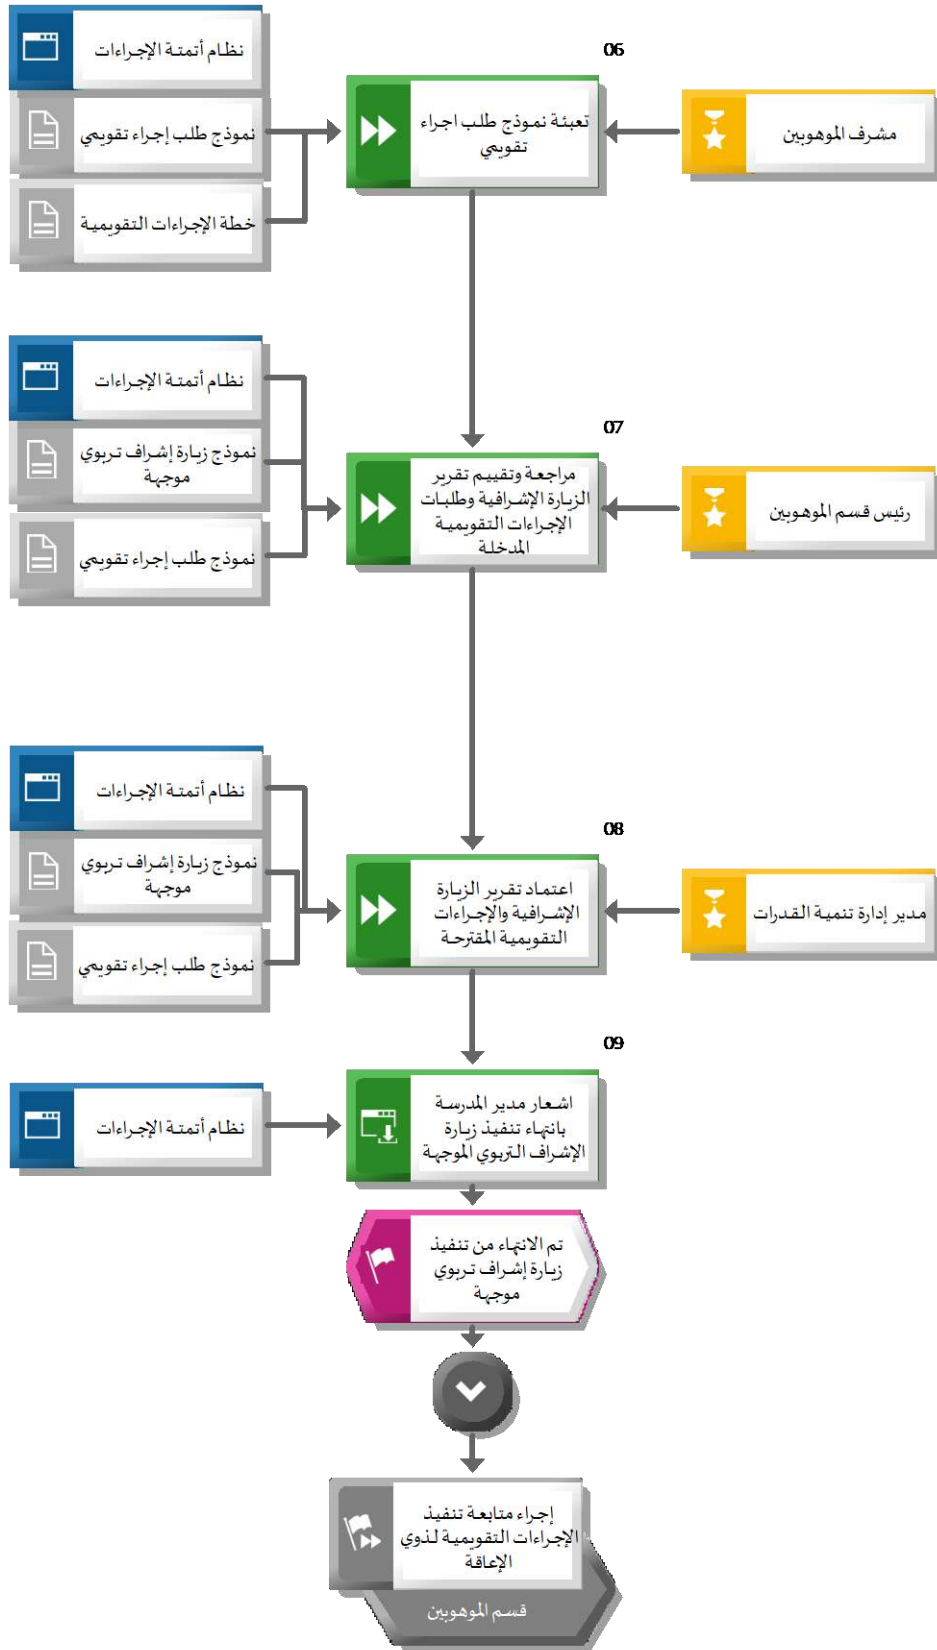 06
نظام أتمتة الإجراءات
تعبئة نموذج طلب اجراء
تقويمي
مشرف الموهوبين
نموذج طلب إجراء تقويمي
خطة الإجراءات التقويمية
07
نظام أتمتة الإجراءات
مراجعة وتقييم تقرير
الزيارة الإشرافية وطلبات
الإجراءات التقويمية
المدخلة
رئيس قسم الموهوبين
نموذج زيارة إشراف تربوي
موجهة
نموذج طلب إجراء تقويمي
08
نظام أتمتة الإجراءات
اعتماد تقرير الزيارة
الإشرافية والإجراءات
التقويمية المقترحة
مدير إدارة تنمية القدرات
نموذج زيارة إشراف تربوي
موجهة
نموذج طلب إجراء تقويمي
09
اشعار مدير المدرسة
بانتهاء تنفيذ زيارة
الإشراف التربوي الموجهة
نظام أتمتة الإجراءات
تم الانتهاء من تنفيذ
زيارة إشراف تربوي
موجهة
إجراء متابعة تنفيذ
الإجراءات التقويمية لذوي
الإعاقة
قسم الموهوبين